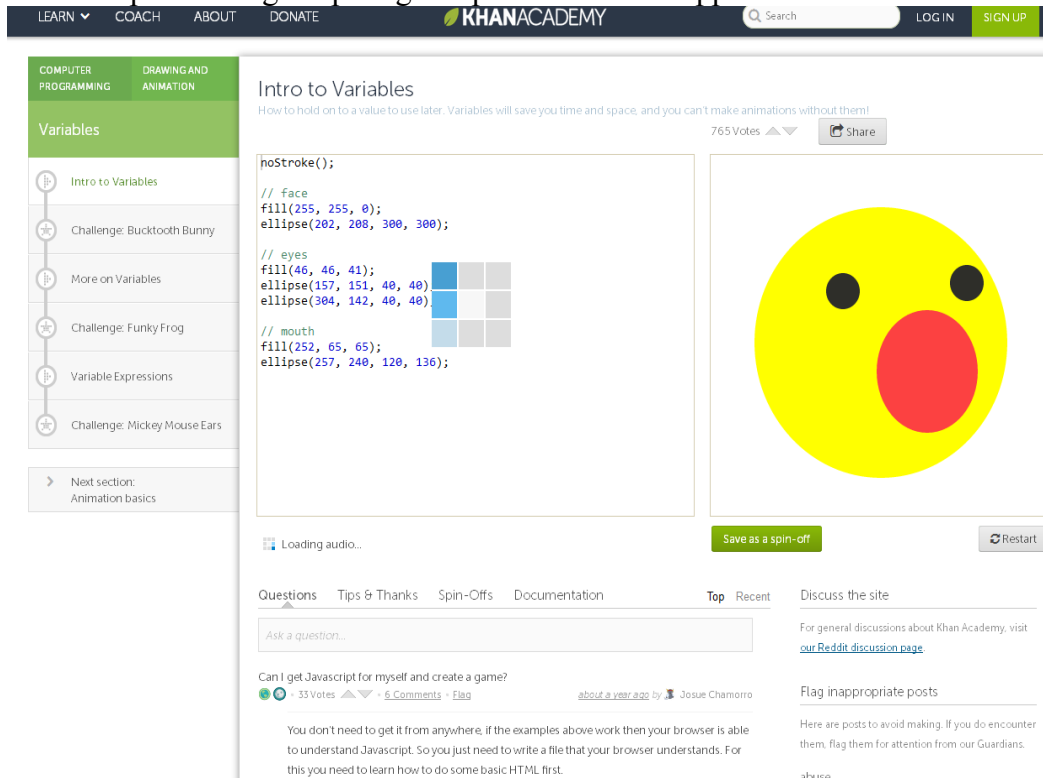 LEARN COACH ABOUT DONATE KHANACADEMY Search LOG IN SIGN UP
COMPUTER PROGRAMMING
DRAWING AND ANIMATION
Variables
Intro to Variables
Challenge: Bucktooth Bunny
More on Variables
Challenge: Funky Frog
Variable Expressions
Challenge: Mickey Mouse Ears
Next section:
Animation basics
Intro to Variables
How to hold on to a value to use later. Variables will save you time and space, and you can't make animations without them!
765 Votes Share
noStroke();
// face
fill(255, 255, 0);
ellipse(202, 208, 300, 300);
// eyes
fill(46, 46, 41);
ellipse(157, 151, 40, 40)
ellipse(304, 142, 40, 40)
// mouth
fill(252, 65, 65);
ellipse(257, 240, 120, 136);
Loading audio...
Save as a spin-off Restart
Questions Tips & Thanks Spin-Offs Documentation Top Recent
Ask a question...
Can I get Javascript for myself and create a game?
• 33 Votes • 6 Comments • Flag about a year ago by Josue Chamorro
You don't need to get it from anywhere, if the examples above work then your browser is able
to understand Javascript. So you just need to write a file that your browser understands. For
this you need to learn how to do some basic HTML first.
Discuss the site
For general discussions about Khan Academy, visit
our Reddit discussion page.
Flag inappropriate posts
Here are posts to avoid making. If you do encounter
them, flag them for attention from our Guardians.
abuse